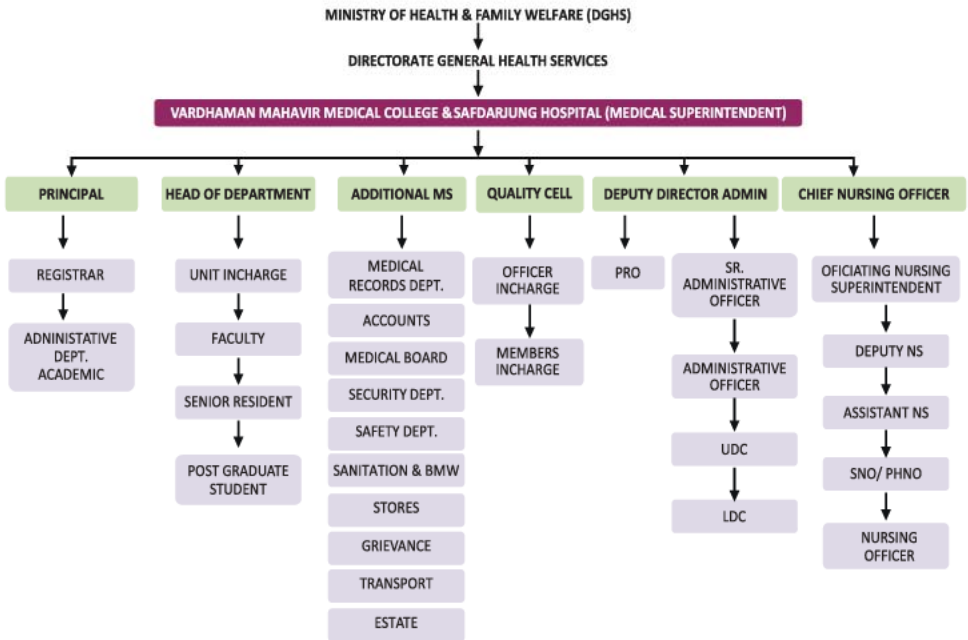 MINISTRY OF HEALTH & FAMILY WELFARE (DGHS)
DIRECTORATE GENERAL HEALTH SERVICES
VARDHAMAN MAHAVIR MEDICAL COLLEGE & SAFDARJUNG HOSPITAL (MEDICAL SUPERINTENDENT)
PRINCIPAL
REGISTRAR
ADNINISTATIVE
DEPT.
ACADEMIC
HEAD OF DEPARTMENT
UNIT INCHARGE
FACULTY
SENIOR RESIDENT
POST GRADUATE
STUDENT
ADDITIONAL MS
MEDICAL
RECORDS DEPT.
ACCOUNTS
MEDICAL BOARD
SECURITY DEPT.
SAFETY DEPT.
SANITATION & BMW
STORES
GRIEVANCE
TRANSPORT
ESTATE
QUALITY CELL
OFFICER
INCHARGE
MEMBERS
INCHARGE
DEPUTY DIRECTOR ADMIN
PRO
SR.
ADMINISTRATIVE
OFFICER
ADMINISTRATIVE
OFFICER
UDC
LDC
CHIEF NURSING OFFICER
OFICIATING NURSING
SUPERINTENDENT
DEPUTY NS
ASSISTANT NS
SNO/ PHNO
NURSING
OFFICER